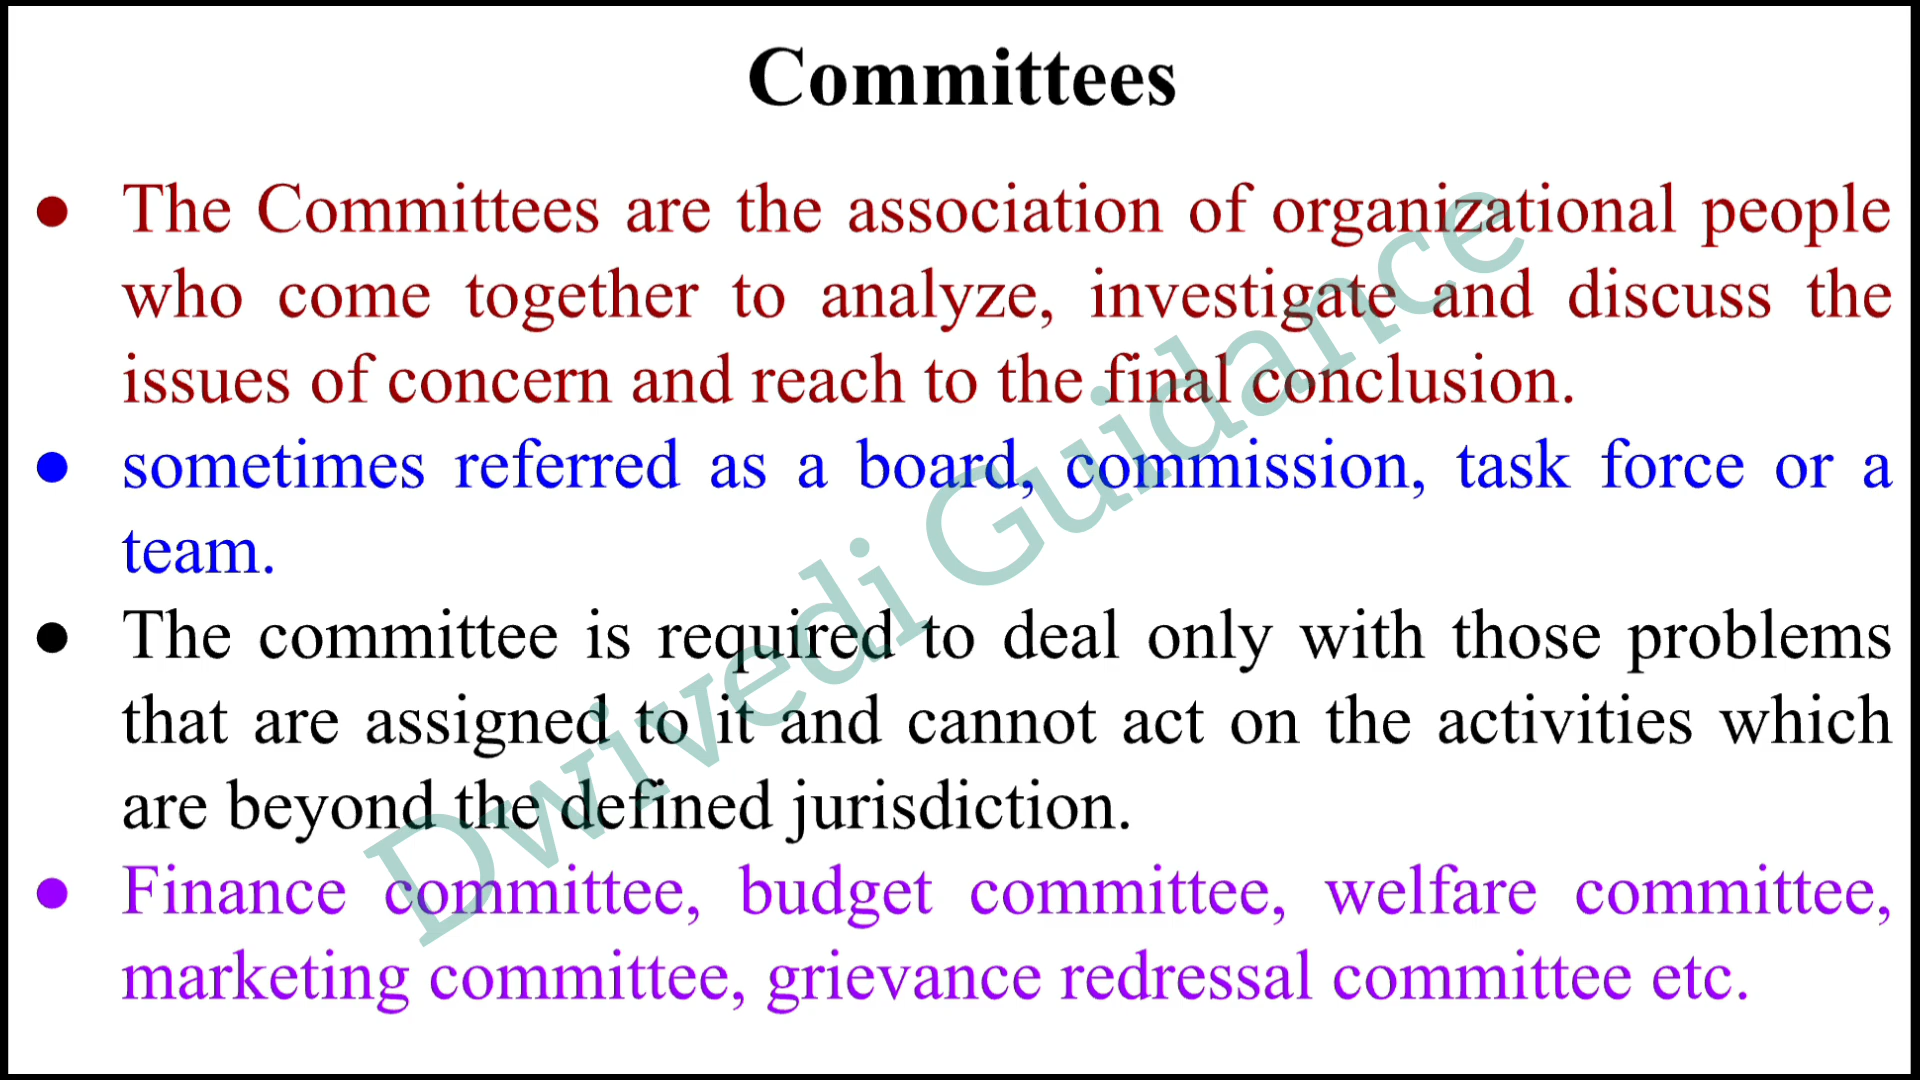 Committees
● The Committees are the association of organizational people
who come together to analyze, investigate and discuss the
issues of concern and reach to the final conclusion.
● sometimes referred as a board, commission, task force or a
team.
● The committee is required to deal only with those problems
that are assigned to it and cannot act on the activities which
are beyond the defined jurisdiction.
● Finance committee, budget committee, welfare committee,
marketing committee, grievance redressal committee etc.
Dwivedi Guidance